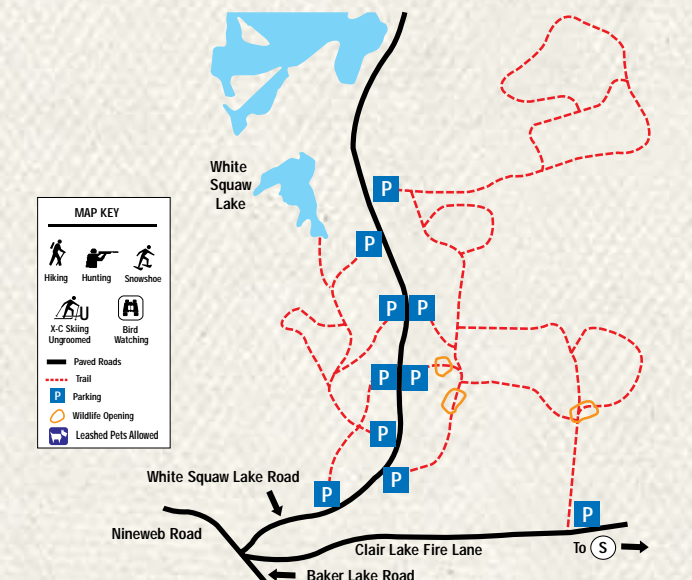 White
Squaw
Lake
P
P
P P
P P
P
P
P
P
MAP KEY
Hiking Hunting Snowshoe
X-C Skiing
Ungroomed
U
Bird
Watching
Paved Roads
Trail
P Parking
Wildlife Opening
Leashed Pets Allowed
White Squaw Lake Road
Nineweb Road
Clair Lake Fire Lane
To S
Baker Lake Road